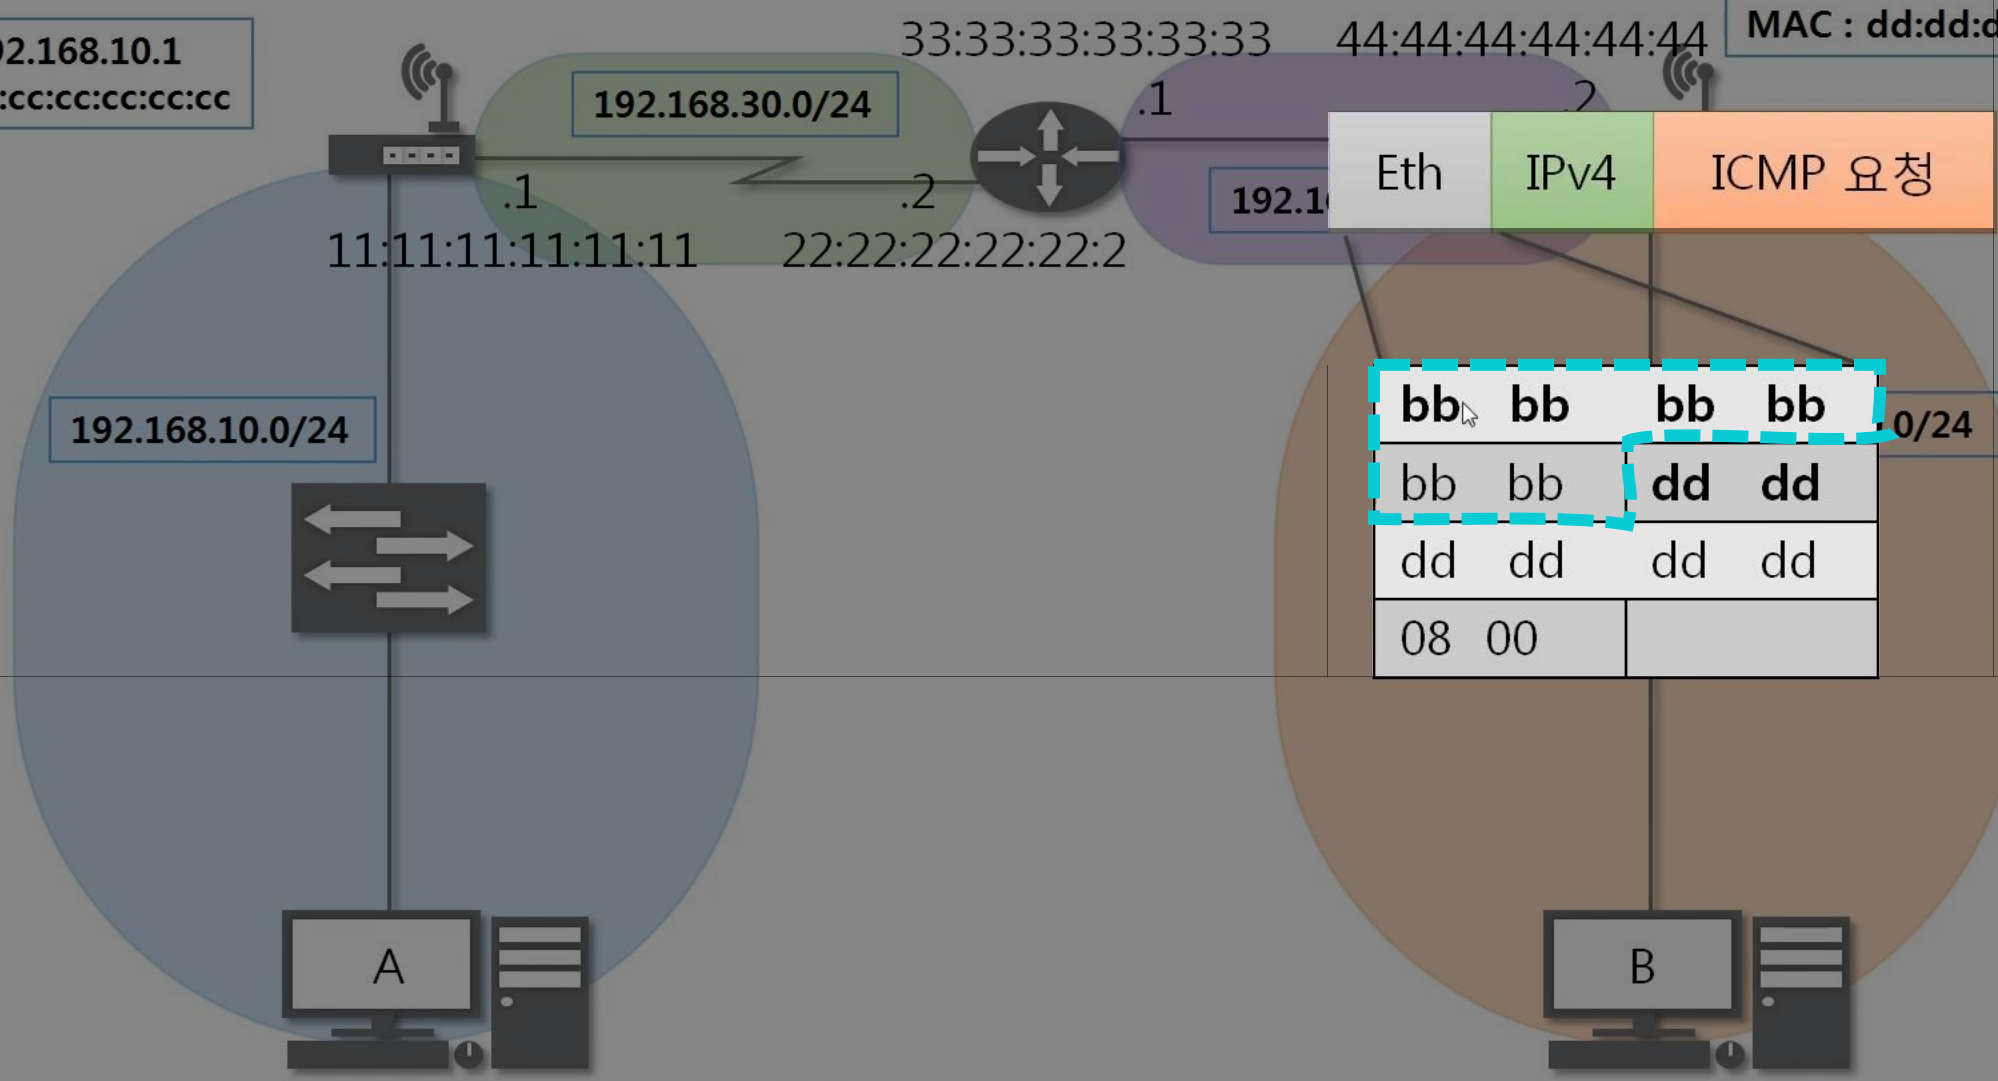 92.168.10.1
:cc:cc:cc:cc:cc
192.168.30.0/24
33:33:33:33:33:33
44:44:44:44:44:44
MAC : dd:dd:d
.1
.2
.1
.2
192.1
Eth
IPv4
ICMP 요청
11:11:11:11:11:11
22:22:22:22:22:2
192.168.10.0/24
0/24
bb bb bb bb
bb bb dd dd
dd dd dd dd
08 00
A
B